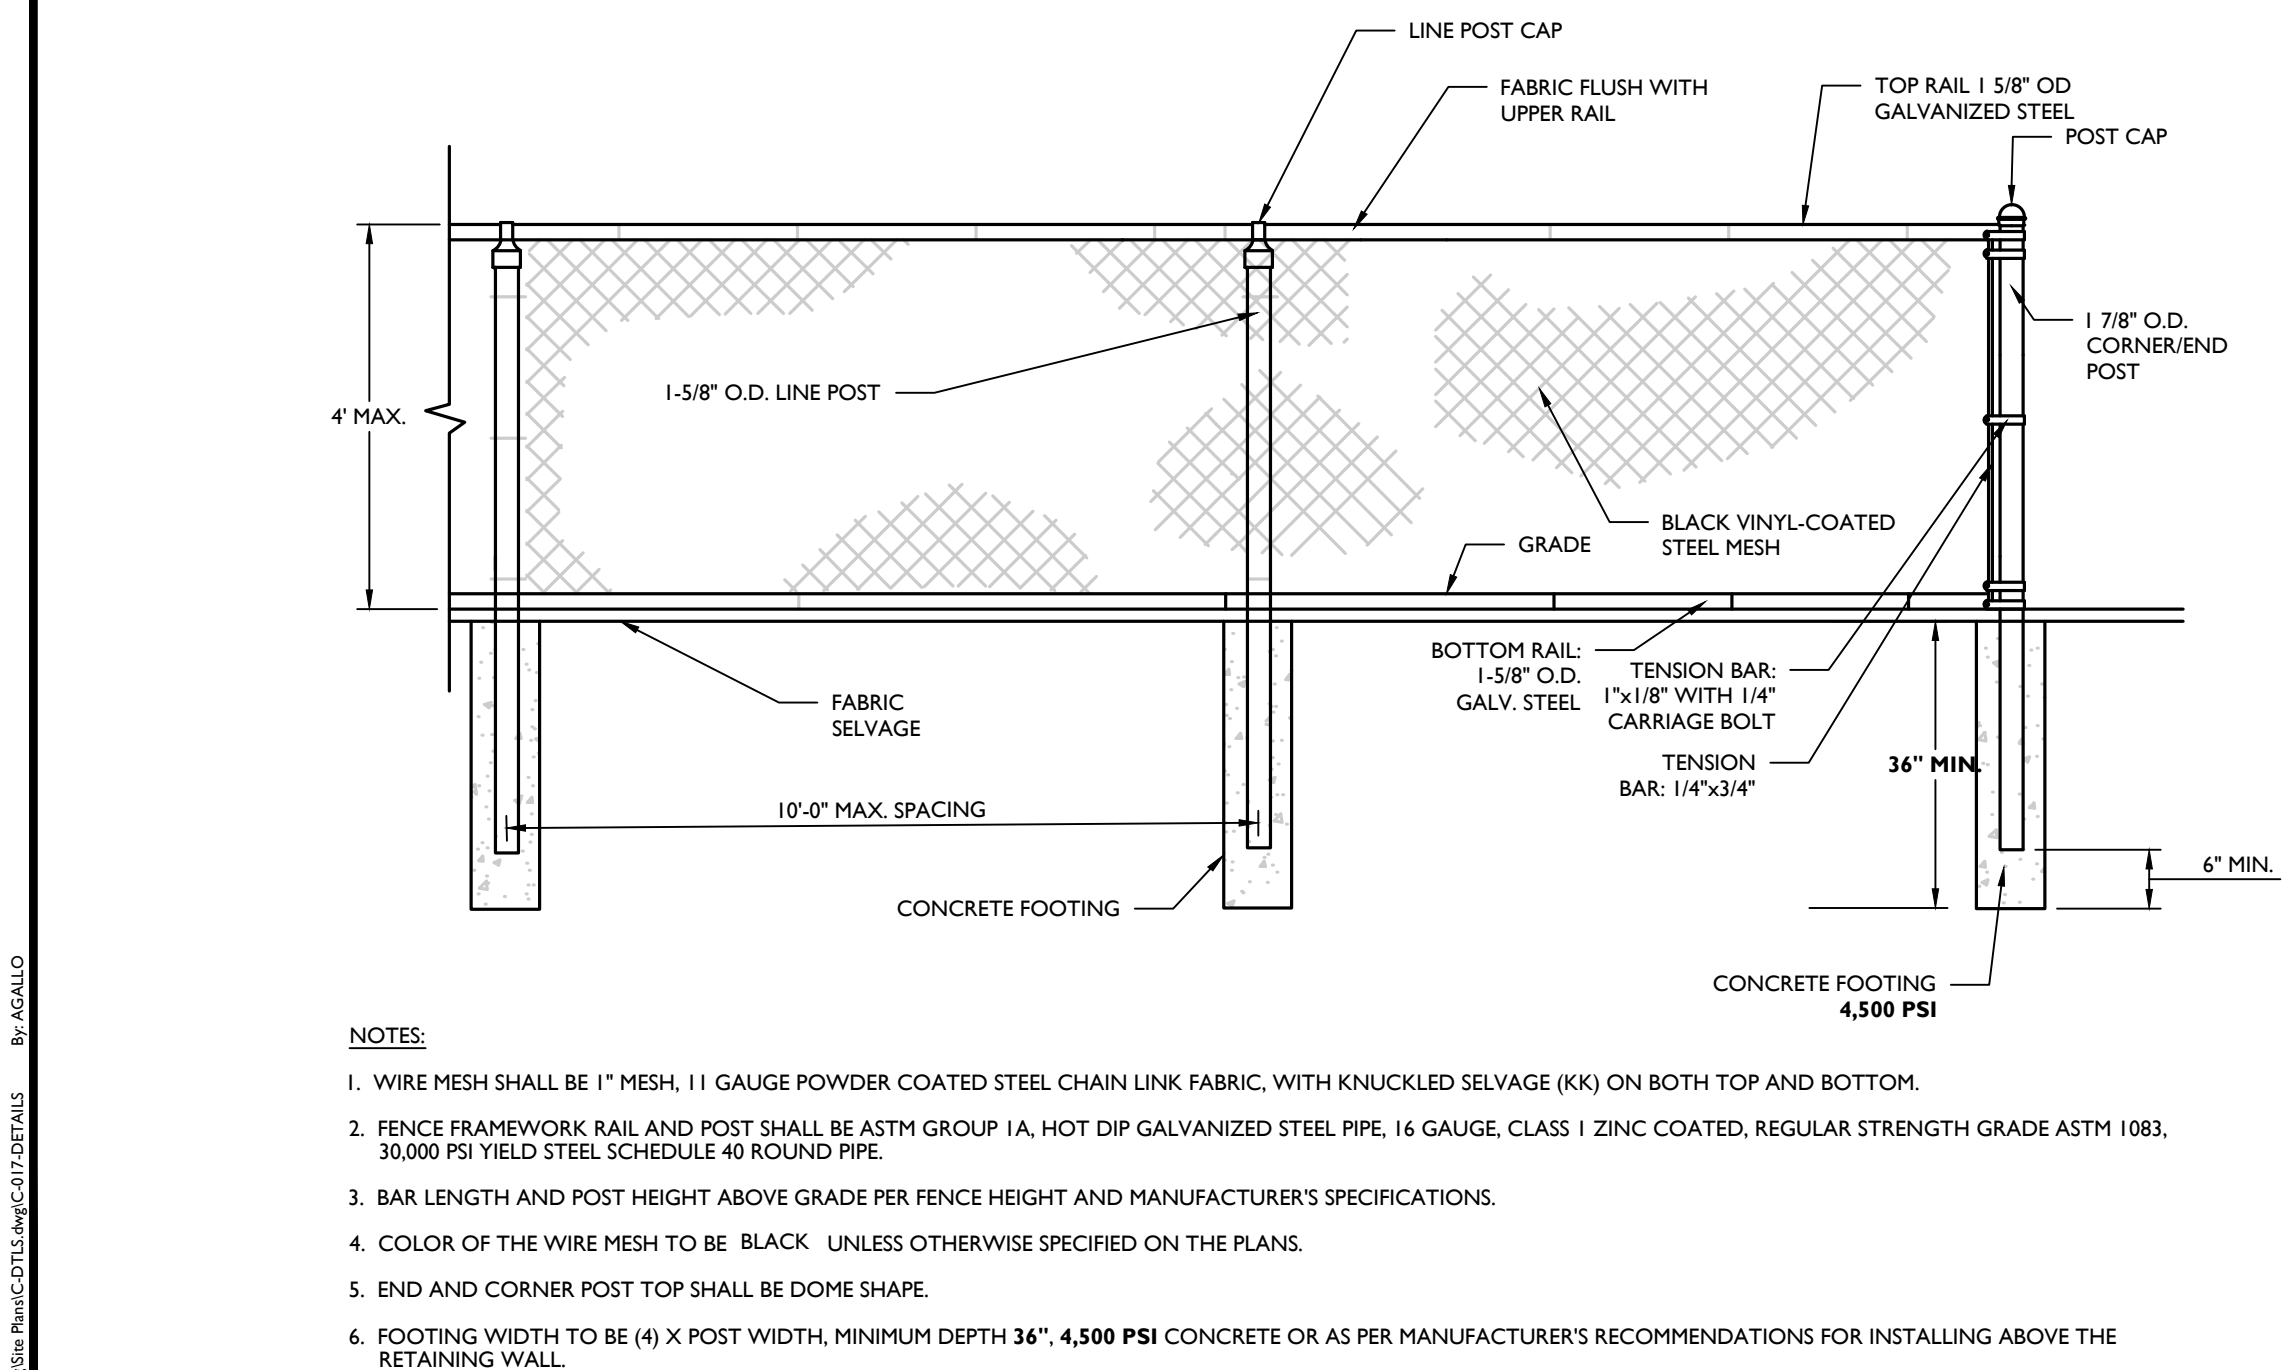 LINE POST CAP
FABRIC FLUSH WITH
UPPER RAIL
TOP RAIL 1 5/8" OD
GALVANIZED STEEL
POST CAP
1 7/8" O.D.
CORNER/END
POST
1-5/8" O.D. LINE POST
4' MAX.
BLACK VINYL-COATED
STEEL MESH
GRADE
BOTTOM RAIL:
1-5/8" O.D.
GALV. STEEL
TENSION BAR:
1"x1/8" WITH 1/4"
CARRIAGE BOLT
FABRIC
SELVAGE
TENSION
BAR: 1/4"x3/4"
36" MIN.
10'-0" MAX. SPACING
6" MIN.
CONCRETE FOOTING
CONCRETE FOOTING
4,500 PSI
NOTES:
1. WIRE MESH SHALL BE 1" MESH, 11 GAUGE POWDER COATED STEEL CHAIN LINK FABRIC, WITH KNUCKLED SELVAGE (KK) ON BOTH TOP AND BOTTOM.
2. FENCE FRAMEWORK RAIL AND POST SHALL BE ASTM GROUP 1A, HOT DIP GALVANIZED STEEL PIPE, 16 GAUGE, CLASS 1 ZINC COATED, REGULAR STRENGTH GRADE ASTM 1083,
30,000 PSI YIELD STEEL SCHEDULE 40 ROUND PIPE.
3. BAR LENGTH AND POST HEIGHT ABOVE GRADE PER FENCE HEIGHT AND MANUFACTURER'S SPECIFICATIONS.
4. COLOR OF THE WIRE MESH TO BE BLACK UNLESS OTHERWISE SPECIFIED ON THE PLANS.
5. END AND CORNER POST TOP SHALL BE DOME SHAPE.
6. FOOTING WIDTH TO BE (4) X POST WIDTH, MINIMUM DEPTH 36", 4,500 PSI CONCRETE OR AS PER MANUFACTURER'S RECOMMENDATIONS FOR INSTALLING ABOVE THE
RETAINING WALL.
\Site Plans\C-DTLS.dwg\C-017-DETAILS By: AGALLO